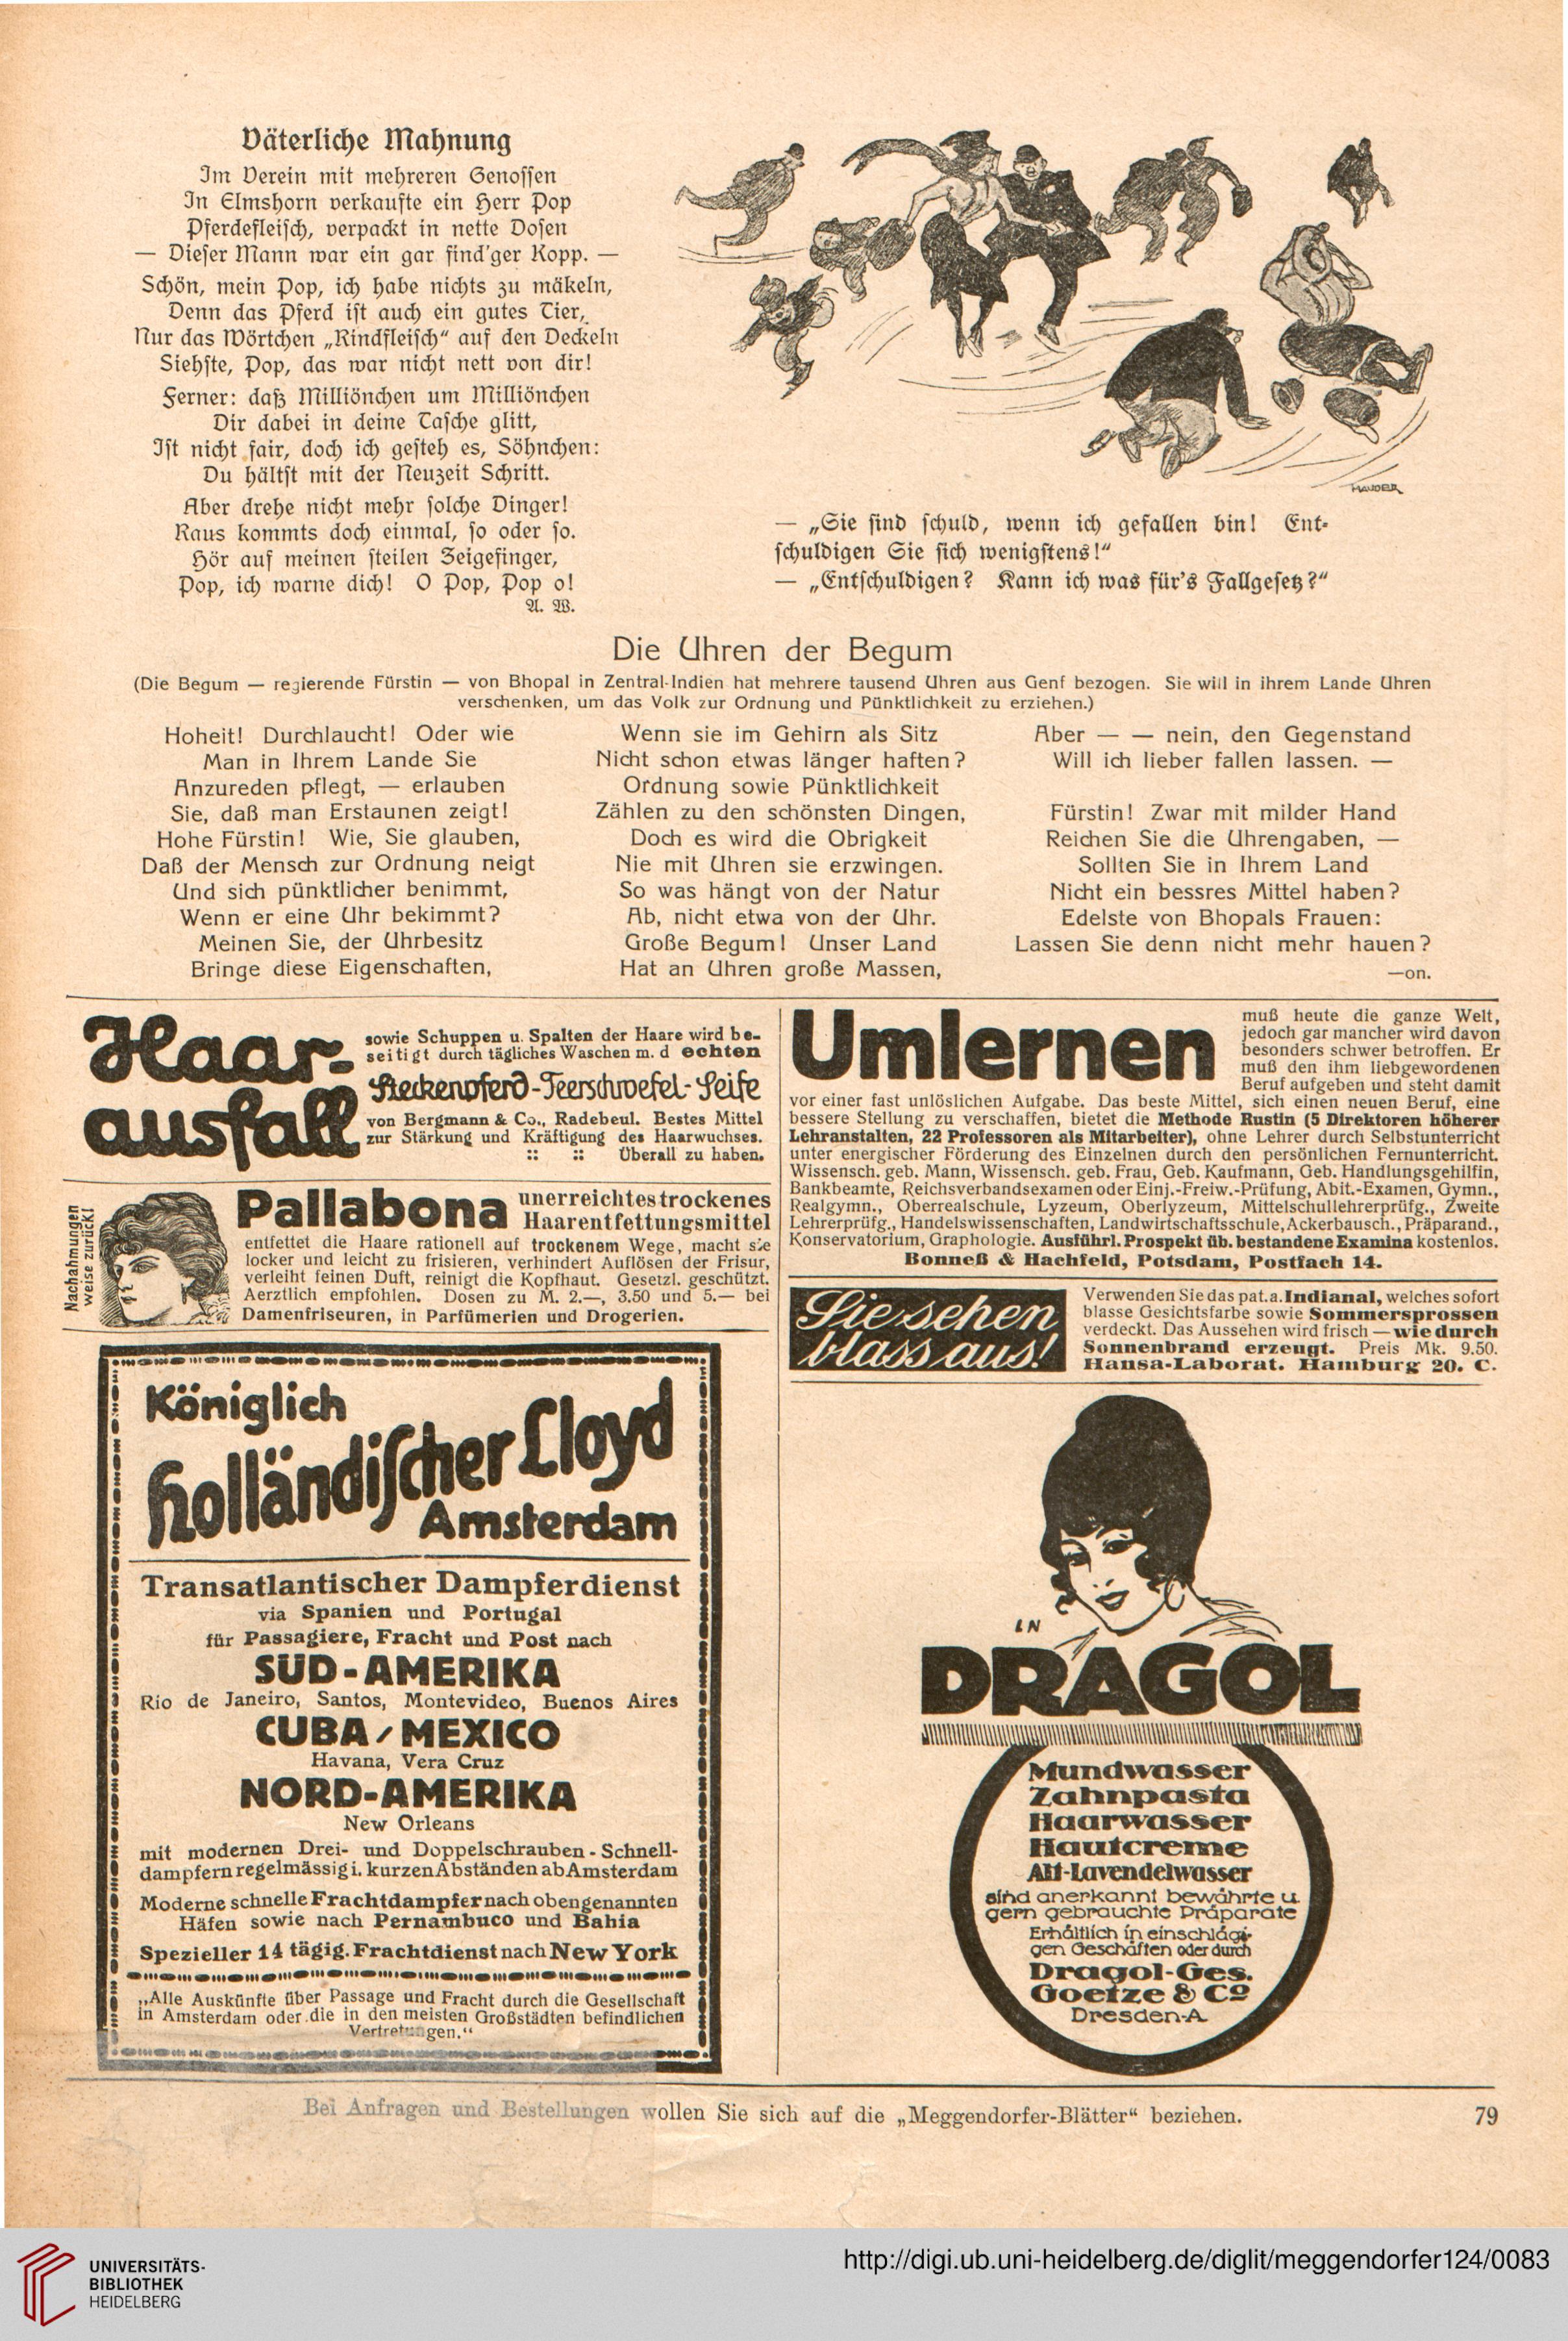 Väterliche Mahnung
Im Verein mit mehreren Genossen
In Elmshorn verkaufte ein Herr Pop
Pferdefleisch, verpackt in nette Dosen
— Dieser Mann war ein gar find'ger Kopp. —
Schön, mein Pop, ich habe nichts zu mäkeln,
Denn das Pferd ist auch ein gutes Tier,
Nur das Wörtchen „Rindfleisch“ auf den Deckeln
Siehste, Pop, das war nicht nett von dir!
Ferner: daß Milliönchen um Milliönchen
Dir dabei in deine Tasche glitt,
Ist nicht fair, doch ich gesteh es, Söhnchen:
Du hältst mit der Neuzeit Schritt.
Aber drehe nicht mehr solche Dinger!
Raus kommts doch einmal, so oder so.
Hör auf meinen steilen Zeigefinger,
Pop, ich warne dich! O Pop, Pop o!
A. W.
HAUDER
— „Sie sind schuld, wenn ich gefallen bin! Ent-
schuldigen Sie sich wenigstens!“
— „Entschuldigen? Kann ich was für's Fallgesetz?“
Die Uhren der Begum
(Die Begum — regierende Fürstin — von Bhopal in Zentral-Indien hat mehrere tausend Uhren aus Genf bezogen. Sie will in ihrem Lande Uhren
verschenken, um das Volk zur Ordnung und Pünktlichkeit zu erziehen.)
Hoheit! Durchlaucht! Oder wie
Man in Ihrem Lande Sie
Anzureden pflegt, — erlauben
Sie, daß man Erstaunen zeigt!
Hohe Fürstin! Wie, Sie glauben,
Daß der Mensch zur Ordnung neigt
Und sich pünktlicher benimmt,
Wenn er eine Uhr bekimmt?
Meinen Sie, der Uhrbesitz
Bringe diese Eigenschaften,
Wenn sie im Gehirn als Sitz
Nicht schon etwas länger haften?
Ordnung sowie Pünktlichkeit
Zählen zu den schönsten Dingen,
Doch es wird die Obrigkeit
Nie mit Uhren sie erzwingen.
So was hängt von der Natur
Ab, nicht etwa von der Uhr.
Große Begum! Unser Land
Hat an Uhren große Massen,
Aber — — nein, den Gegenstand
Will ich lieber fallen lassen. —
Fürstin! Zwar mit milder Hand
Reichen Sie die Uhrengaben, —
Sollten Sie in Ihrem Land
Nicht ein bessres Mittel haben?
Edelste von Bhopals Frauen:
Lassen Sie denn nicht mehr hauen?
—on.
Haar-
ausfall
sowie Schuppen u. Spalten der Haare wird be-
seitigt durch tägliches Waschen m. d echten
Steckenpferd-Teerschwefel-Seife
von Bergmann & Co., Radebeul. Bestes Mittel
zur Stärkung und Kräftigung des Haarwuchses.
:: :: Überall zu haben.
Nachahmungen
weise zurück!
Pallabona
unerreichtes trockenes
Haarentfettungsmittel
entfettet die Haare rationell auf trockenem Wege, macht sie
locker und leicht zu frisieren, verhindert Auflösen der Frisur,
verleiht feinen Duft, reinigt die Kopfhaut. Gesetzl. geschützt.
Aerztlich empfohlen. Dosen zu M. 2.—, 3.50 und 5.— bei
Damenfriseuren, in Parfümerien und Drogerien.
Königlich
holländischer Lloyd
Amsterdam
Transatlantischer Dampferdienst
via Spanien und Portugal
für Passagiere, Fracht und Post nach
SÜD-AMERIKA
Rio de Janeiro, Santos, Montevideo, Buenos Aires
CUBA / MEXICO
Havana, Vera Cruz
NORD-AMERIKA
New Orleans
mit modernen Drei- und Doppelschrauben-Schnell-
dampfern regelmässig i. kurzen Abständen ab Amsterdam
Moderne schnelle Frachtdampfer nach obengenannten
Häfen sowie nach Pernambuco und Bahia
Spezieller 14 tägig. Frachtdienst nach New York
„Alle Auskünfte über Passage und Fracht durch die Gesellschaft
in Amsterdam oder die in den meisten Großstädten befindlichen
Vertretungen.“
Umlernen
muß heute die ganze Welt,
jedoch gar mancher wird davon
besonders schwer betroffen. Er
muß den ihm liebgewordenen
Beruf aufgeben und steht damit
vor einer fast unlöslichen Aufgabe. Das beste Mittel, sich einen neuen Beruf, eine
bessere Stellung zu verschaffen, bietet die Methode Rustin (5 Direktoren höherer
Lehranstalten, 22 Professoren als Mitarbeiter), ohne Lehrer durch Selbstunterricht
unter energischer Förderung des Einzelnen durch den persönlichen Fernunterricht.
Wissensch. geb. Mann, Wissensch. geb. Frau, Geb. Kaufmann, Geb. Handlungsgehilfin,
Bankbeamte, Reichsverbandsexamen oder Einj.-Freiw.-Prüfung, Abit.-Examen, Gymn.,
Realgymn., Oberrealschule, Lyzeum, Oberlyzeum, Mittelschullehrerprüfg., Zweite
Lehrerprüfg., Handelswissenschaften, Landwirtschaftsschule, Ackerbausch., Präparand.,
Konservatorium, Graphologie. Ausführl. Prospekt üb. bestandene Examina kostenlos.
Bonneß & Hachfeld, Potsdam, Postfach 14.
Sie sehen
blass aus!
Verwenden Sie das pat. a. Indianal, welches sofort
blasse Gesichtsfarbe sowie Sommersprossen
verdeckt. Das Aussehen wird frisch — wie durch
Sonnenbrand erzeugt. Preis Mk. 9.50.
Hansa-Laborat. Hamburg 20. C.
LN
DRAGOL
Mundwasser
Zahnpasta
Haarwasser
Hautcreme
Alt-Lavendelwasser
sind anerkannt bewährte u.
gern gebrauchte Präparate
Erhältlich in einschlägi-
gen Geschäften oder durch
Dragol-Ges.
Goetze & Co
Dresden-A
Bei Anfragen und Bestellungen wollen Sie sich auf die „Meggendorfer-Blätter“ beziehen.
79
UNIVERSITÄTS-
BIBLIOTHEK
HEIDELBERG
http://digi.ub.uni-heidelberg.de/diglit/meggendorfer124/0083